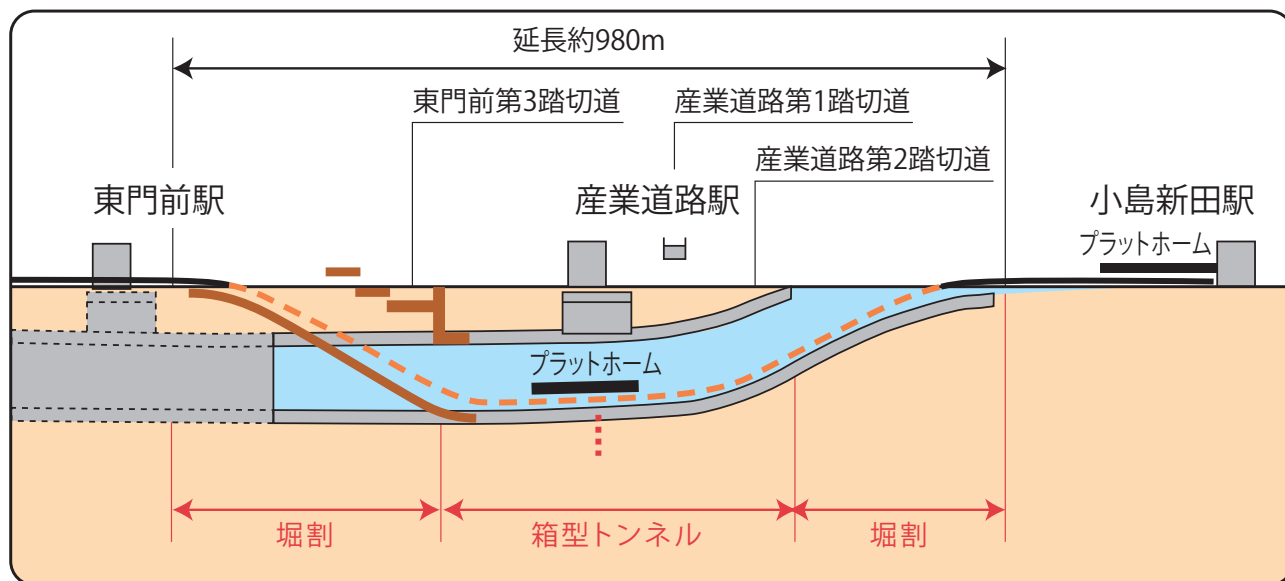 延長約980m
東門前第3踏切道
産業道路第1踏切道
産業道路第2踏切道
東門前駅
産業道路駅
小島新田駅
プラットホーム
プラットホーム
堀割
箱型トンネル
堀割